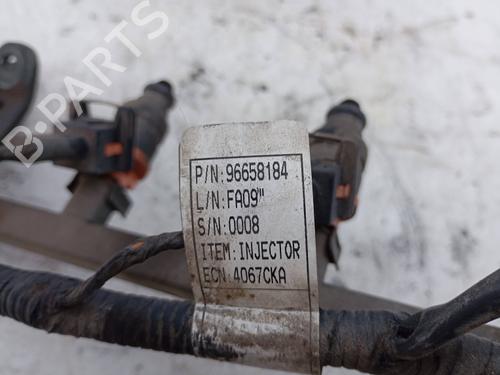 B-PARTS
P/N:96658184
L/N:FA09"
S/N:0008
ITEM:INJECTOR
ECN:4067CKA